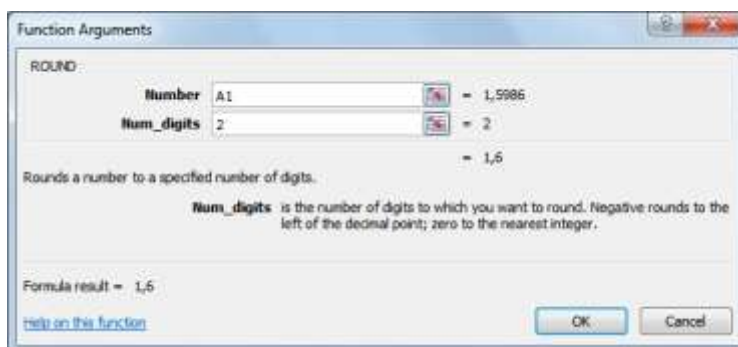 Function Arguments
ROUND
Number A1 = 1,5986
Num_digits 2 = 2
= 1,6
Rounds a number to a specified number of digits.
Num_digits is the number of digits to which you want to round. Negative rounds to the
left of the decimal point; zero to the nearest integer.
Formula result = 1,6
Help on this function
OK Cancel